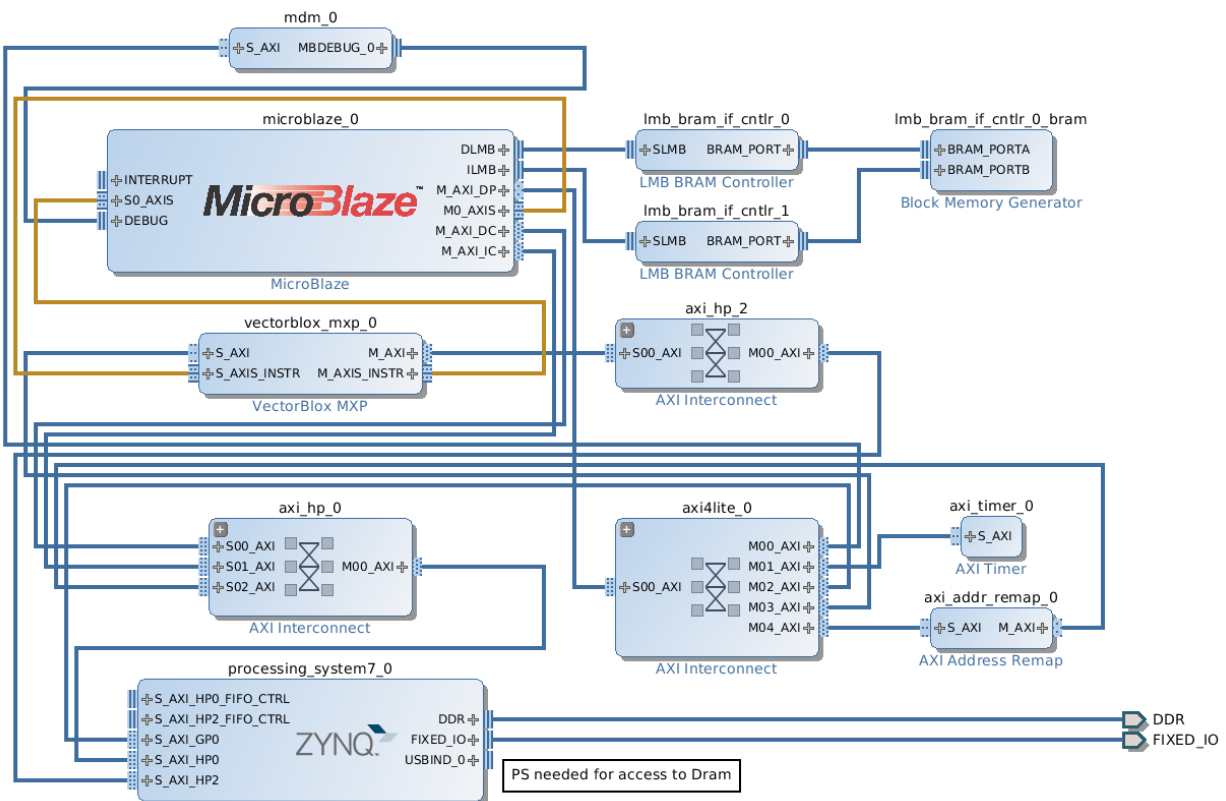 mdm_0
S_AXI MBDEBUG_0
microblaze_0
INTERRUPT
S0_AXIS
DEBUG
MicroBlaze™
DLMB
ILMB
M_AXI_DP
M0_AXIS
M_AXI_DC
M_AXI_IC
MicroBlaze
lmb_bram_if_cntlr_0
SLMB BRAM_PORT
LMB BRAM Controller
lmb_bram_if_cntlr_0_bram
BRAM_PORTA
BRAM_PORTB
Block Memory Generator
lmb_bram_if_cntlr_1
SLMB BRAM_PORT
LMB BRAM Controller
vectorblox_mxp_0
S_AXI M_AXI
S_AXIS_INSTR M_AXIS_INSTR
VectorBlox MXP
axi_hp_2
S00_AXI M00_AXI
AXI Interconnect
axi_hp_0
S00_AXI
S01_AXI M00_AXI
S02_AXI
AXI Interconnect
axi4lite_0
S00_AXI
M00_AXI
M01_AXI
M02_AXI
M03_AXI
M04_AXI
AXI Interconnect
axi_timer_0
S_AXI
AXI Timer
axi_addr_remap_0
S_AXI M_AXI
AXI Address Remap
processing_system7_0
S_AXI_HP0_FIFO_CTRL
S_AXI_HP2_FIFO_CTRL
S_AXI_GP0
S_AXI_HP0
S_AXI_HP2
ZYNQ
DDR
FIXED_IO
USBIND_0
PS needed for access to Dram
DDR
FIXED_IO